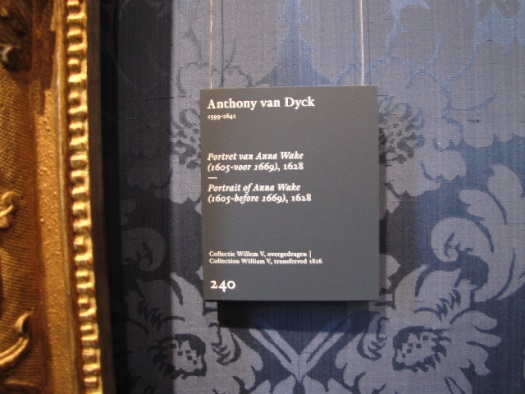 Anthony van Dyck
1599-1641
Portret van Anna Wake
(1605-voor 1669), 1628
—
Portrait of Anna Wake
(1605-before 1669), 1628
Collectie Willem V, overgedragen |
Collection William V, transferred 1816
240